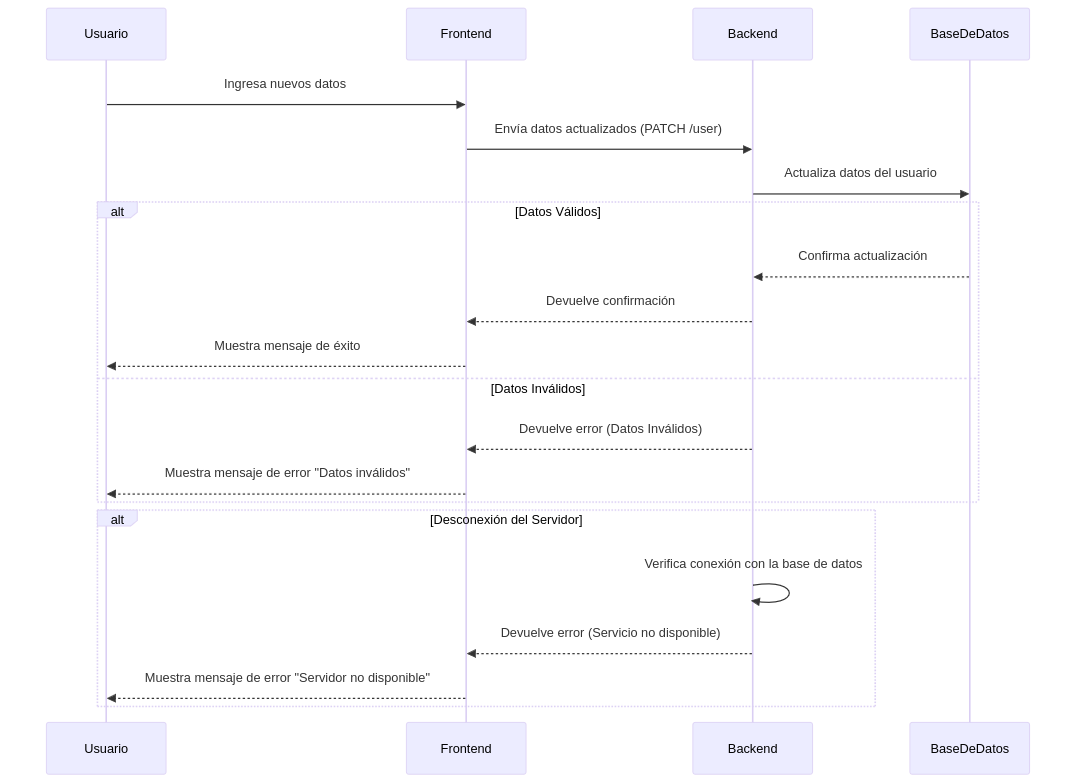 Usuario
Frontend
Backend
BaseDeDatos
Ingresa nuevos datos
Envía datos actualizados (PATCH /user)
Actualiza datos del usuario
alt
[Datos Válidos]
Confirma actualización
Devuelve confirmación
Muestra mensaje de éxito
[Datos Inválidos]
Devuelve error (Datos Inválidos)
Muestra mensaje de error "Datos inválidos"
alt
[Desconexión del Servidor]
Verifica conexión con la base de datos
Devuelve error (Servicio no disponible)
Muestra mensaje de error "Servidor no disponible"
Usuario
Frontend
Backend
BaseDeDatos